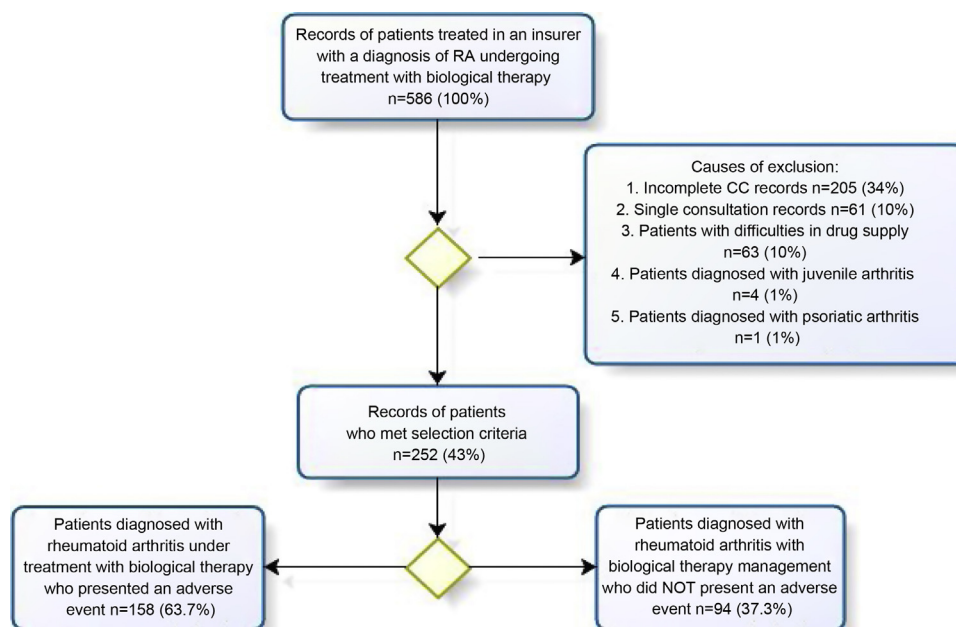 Records of patients treated in an insurer
with a diagnosis of RA undergoing
treatment with biological therapy
n=586 (100%)
Causes of exclusion:
1. Incomplete CC records n=205 (34%)
2. Single consultation records n=61 (10%)
3. Patients with difficulties in drug supply
n=63 (10%)
4. Patients diagnosed with juvenile arthritis
n=4 (1%)
5. Patients diagnosed with psoriatic arthritis
n=1 (1%)
Records of patients
who met selection criteria
n=252 (43%)
Patients diagnosed with
rheumatoid arthritis under
treatment with biological therapy
who presented an adverse
event n=158 (63.7%)
Patients diagnosed with
rheumatoid arthritis with
biological therapy management
who did NOT present an adverse
event n=94 (37.3%)